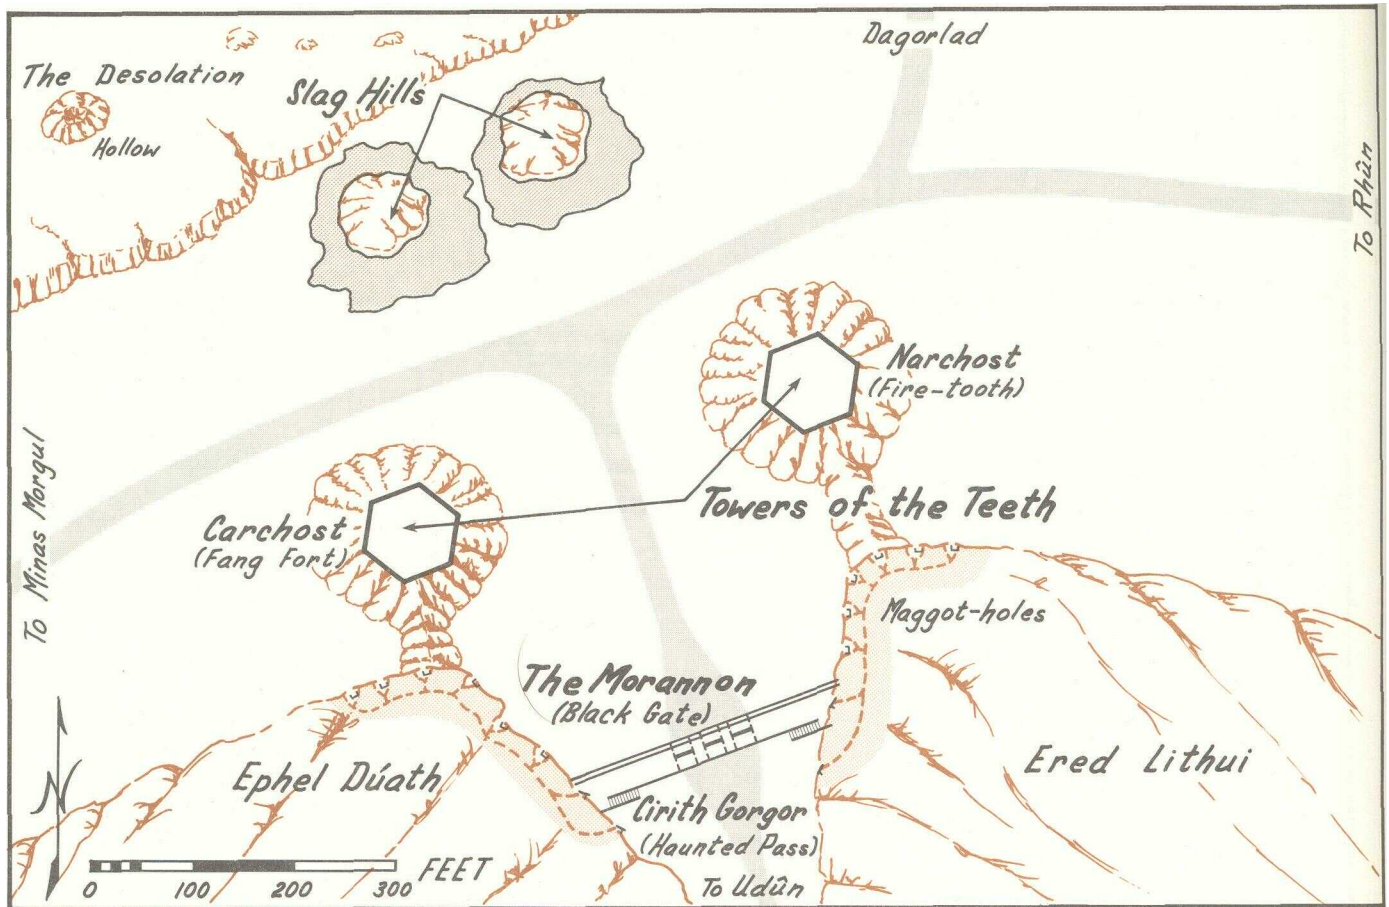 Dagorlad
The Desolation
Slag Hills
Hollow
To Rhûn
Narchost
(Fire-tooth)
To Minas Morgul
Towers of the Teeth
Carchost
(Fang Fort)
Maggot-holes
The Morannon
(Black Gate)
Ephel Dúath
Ered Lithui
Cirith Gorgor
(Haunted Pass)
N
FEET
0 100 200 300
To Udûn